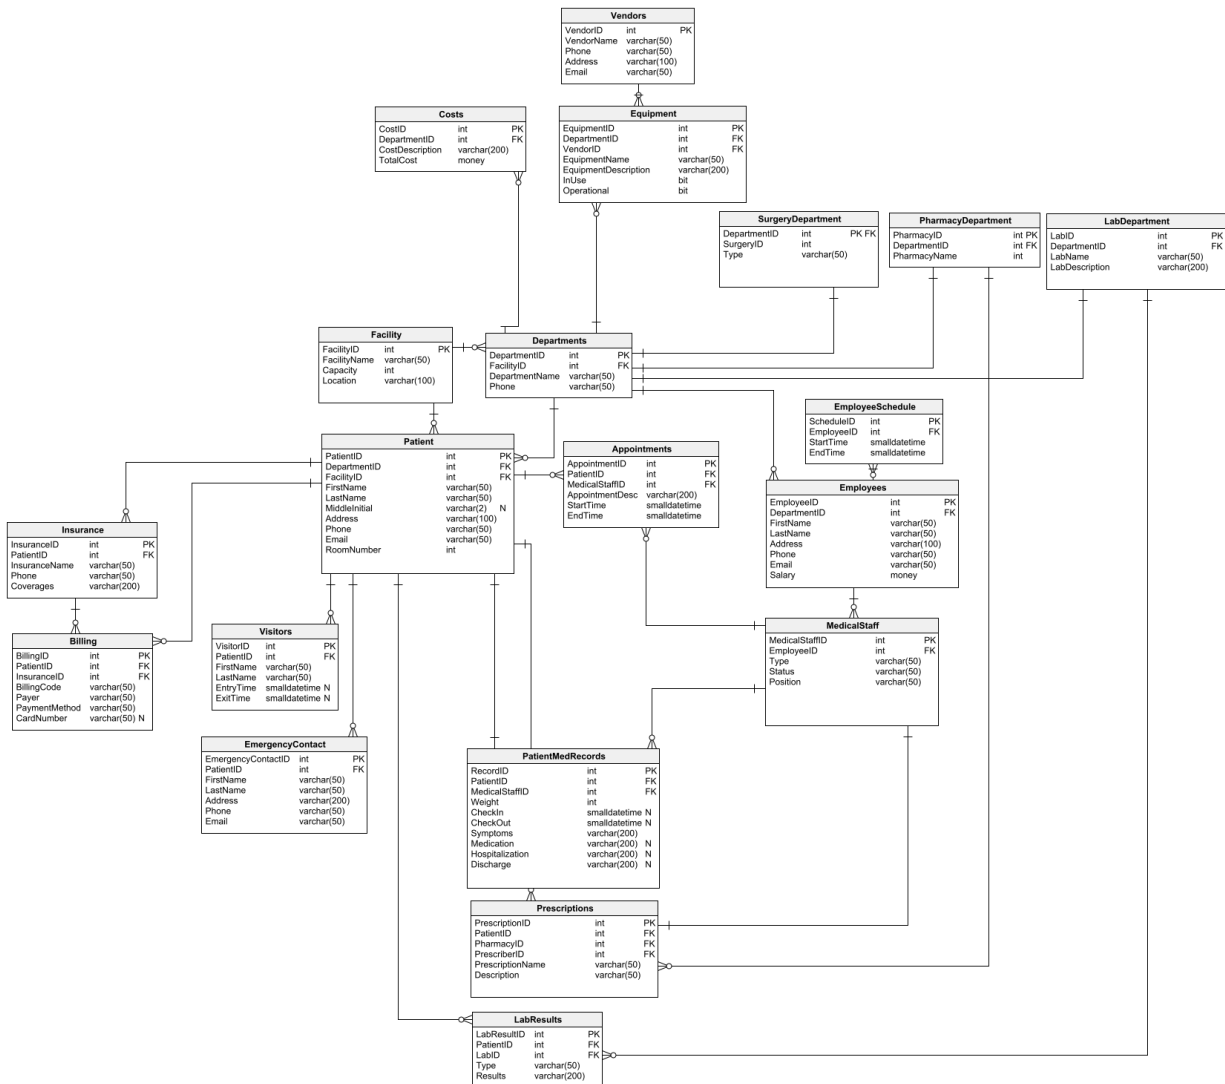 Vendors
VendorID int PK
VendorName varchar(50)
Phone varchar(50)
Address varchar(100)
Email varchar(50)
Costs
CostID int PK
DepartmentID int FK
CostDescription varchar(200)
TotalCost money
Equipment
EquipmentID int PK
DepartmentID int FK
VendorID int FK
EquipmentName varchar(50)
EquipmentDescription varchar(200)
InUse bit
Operational bit
SurgeryDepartment
DepartmentID int PK FK
SurgeryID int
Type varchar(50)
PharmacyDepartment
PharmacyID int PK
DepartmentID int FK
PharmacyName int
LabDepartment
LabID int PK
DepartmentID int FK
LabName varchar(50)
LabDescription varchar(200)
Facility
FacilityID int PK
FacilityName varchar(50)
Capacity int
Location varchar(100)
Departments
DepartmentID int PK
FacilityID int FK
DepartmentName varchar(50)
Phone varchar(50)
EmployeeSchedule
ScheduleID int PK
EmployeeID int FK
StartTime smalldatetime
EndTime smalldatetime
Patient
PatientID int PK
DepartmentID int FK
FacilityID int FK
FirstName varchar(50)
LastName varchar(50)
MiddleInitial varchar(2) N
Address varchar(100)
Phone varchar(50)
Email varchar(50)
RoomNumber int
Appointments
AppointmentID int PK
PatientID int FK
MedicalStaffID int FK
AppointmentDesc varchar(200)
StartTime smalldatetime
EndTime smalldatetime
Employees
EmployeeID int PK
DepartmentID int FK
FirstName varchar(50)
LastName varchar(50)
Address varchar(100)
Phone varchar(50)
Email varchar(50)
Salary money
Insurance
InsuranceID int PK
PatientID int FK
InsuranceName varchar(50)
Phone varchar(50)
Coverages varchar(200)
Billing
BillingID int PK
PatientID int FK
InsuranceID int FK
BillingCode varchar(50)
Payer varchar(50)
PaymentMethod varchar(50)
CardNumber varchar(50) N
Visitors
VisitorID int PK
PatientID int FK
FirstName varchar(50)
LastName varchar(50)
EntryTime smalldatetime N
ExitTime smalldatetime N
MedicalStaff
MedicalStaffID int PK
EmployeeID int FK
Type varchar(50)
Status varchar(50)
Position varchar(50)
EmergencyContact
EmergencyContactID int PK
PatientID int FK
FirstName varchar(50)
LastName varchar(50)
Address varchar(200)
Phone varchar(50)
Email varchar(50)
PatientMedRecords
RecordID int PK
PatientID int FK
MedicalStaffID int FK
Weight int
CheckIn smalldatetime N
CheckOut smalldatetime N
Symptoms varchar(200)
Medication varchar(200) N
Hospitalization varchar(200) N
Discharge varchar(200) N
Prescriptions
PrescriptionID int PK
PatientID int FK
PharmacyID int FK
PrescriberID int FK
PrescriptionName varchar(50)
Description varchar(50)
LabResults
LabResultID int PK
PatientID int FK
LabID int FK
Type varchar(50)
Results varchar(200)